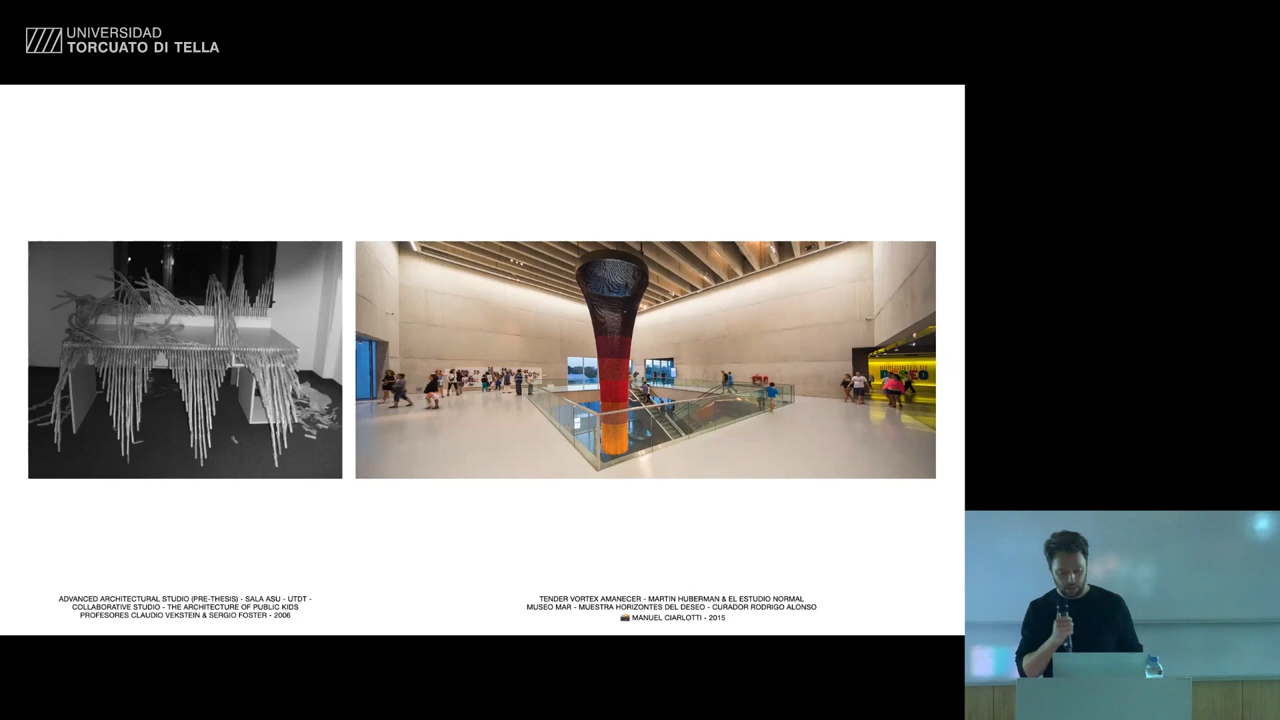 UNIVERSIDAD
TORCUATO DI TELLA
ADVANCED ARCHITECTURAL STUDIO (PRE-THESIS) - SALA ASU - UTDT -
COLLABORATIVE STUDIO - THE ARCHITECTURE OF PUBLIC KIDS
PROFESORES CLAUDIO VEKSTEIN & SERGIO FOSTER - 2006
TENDER VORTEX AMANECER - MARTIN HUBERMAN & EL ESTUDIO NORMAL
MUSEO MAR - MUESTRA HORIZONTES DEL DESEO - CURADOR RODRIGO ALONSO
📸 MANUEL CIARLOTTI - 2015